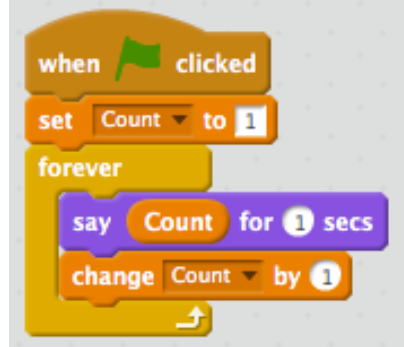 when clicked
set Count to 1
forever
say Count for 1 secs
change Count by 1